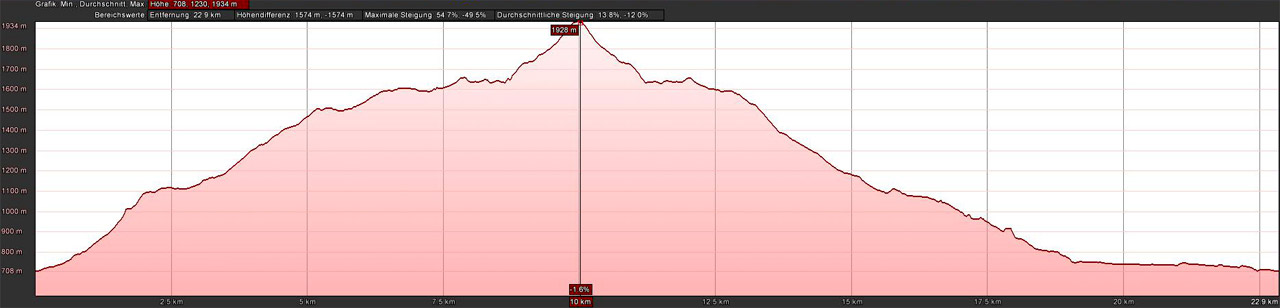 Grafik Min., Durchschnitt, Max Höhe 708, 1230, 1934 m
Bereichswerte Entfernung 22.9 km Höhendifferenz 1574 m, -1574 m Maximale Steigung 54.7%, -49.5% Durchschnittliche Steigung 13.8%, -12.0%
1934 m
1928 m
1800 m
1700 m
1600 m
1500 m
1400 m
1300 m
1200 m
1100 m
1000 m
900 m
800 m
708 m
-1.6%
2.5 km 5 km 7.5 km 10 km 12.5 km 15 km 17.5 km 20 km 22.9 km